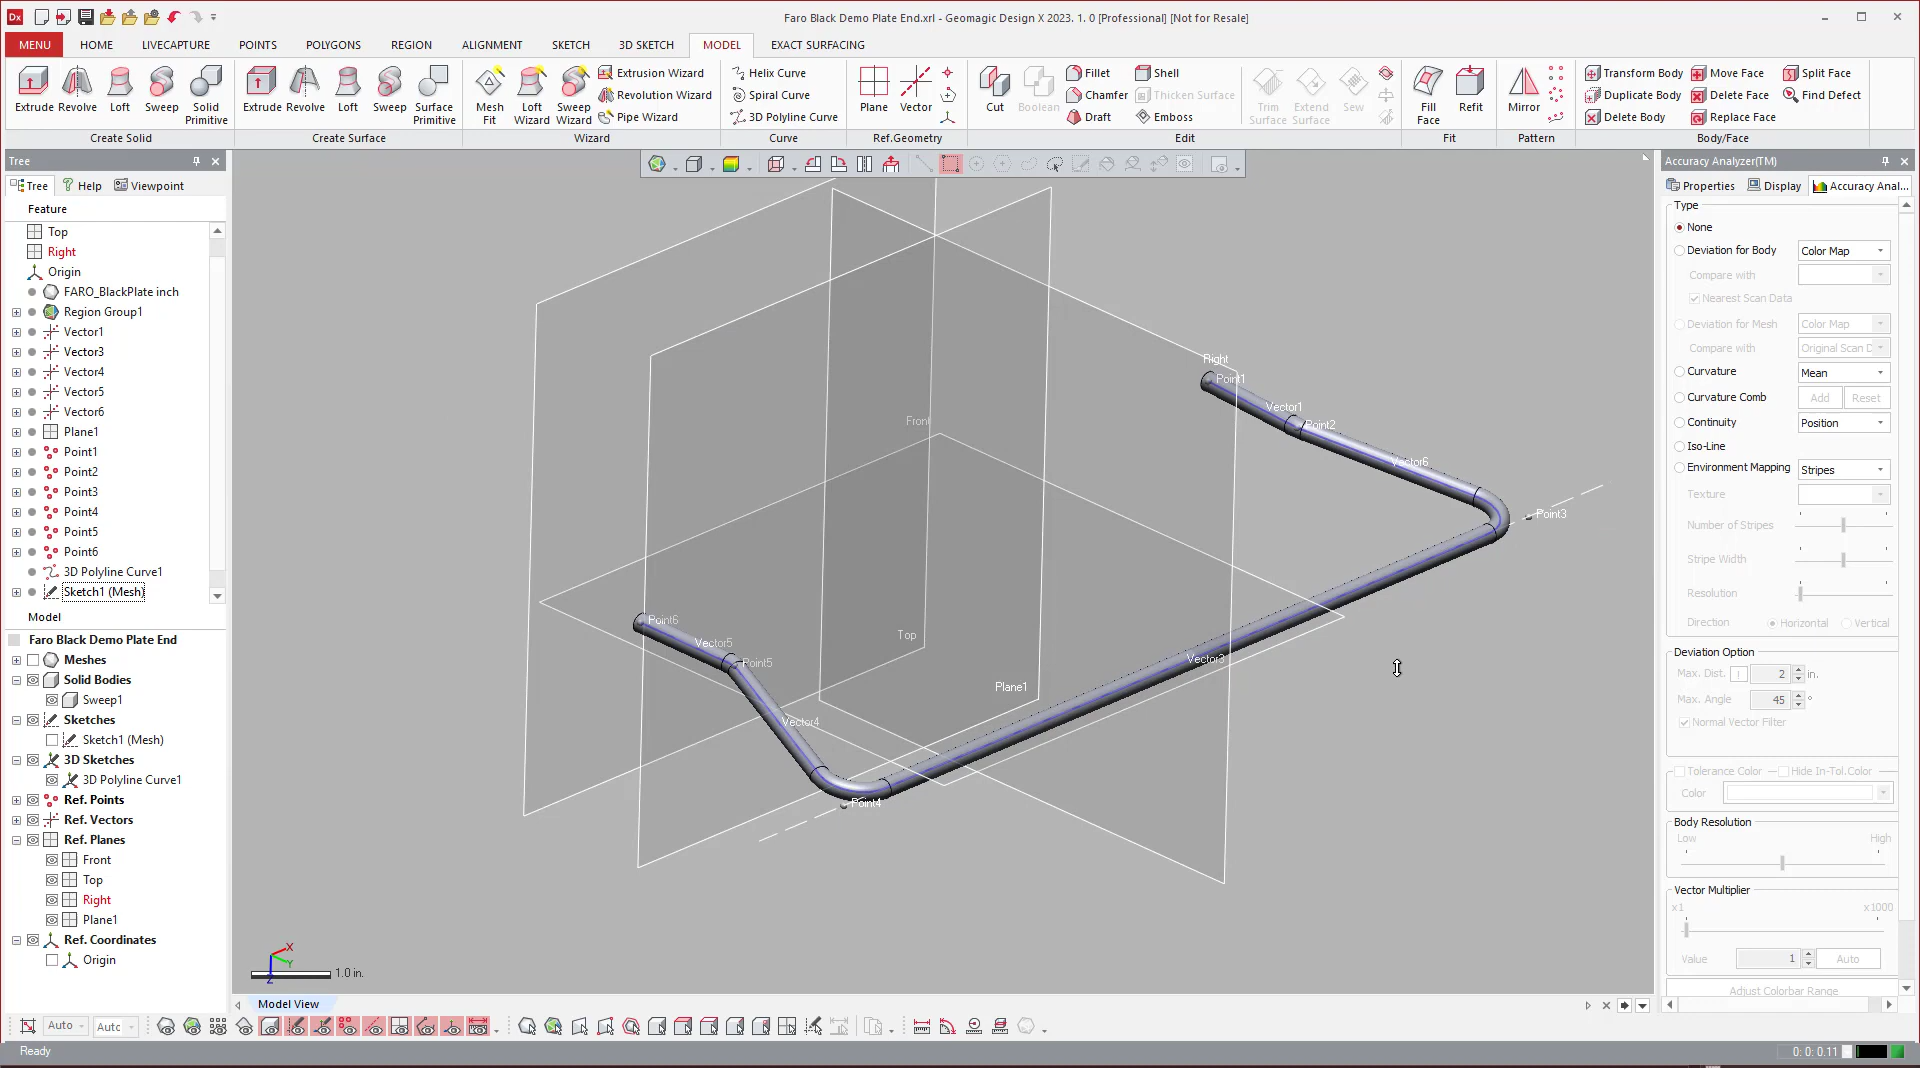 Dx
Faro Black Demo Plate End.xrl - Geomagic Design X 2023. 1. 0 [Professional] [Not for Resale]
MENU HOME LIVECAPTURE POINTS POLYGONS REGION ALIGNMENT SKETCH 3D SKETCH MODEL EXACT SURFACING
Extrude Revolve Loft Sweep Solid Primitive
Create Solid
Extrude Revolve Loft Sweep Surface Primitive
Create Surface
Mesh Fit Loft Wizard Sweep Wizard
Extrusion Wizard
Revolution Wizard
Pipe Wizard
Wizard
Helix Curve
Spiral Curve
3D Polyline Curve
Curve
Plane Vector
Ref.Geometry
Cut Boolean
Fillet
Chamfer
Draft
Shell
Thicken Surface
Emboss
Trim Surface Extend Surface Sew
Edit
Fill Face Refit
Fit
Mirror
Pattern
Transform Body Move Face Split Face
Duplicate Body Delete Face Find Defect
Delete Body Replace Face
Body/Face
Tree
Tree Help Viewpoint
Feature
Top
Right
Origin
FARO_BlackPlate inch
Region Group1
Vector1
Vector3
Vector4
Vector5
Vector6
Plane1
Point1
Point2
Point3
Point4
Point5
Point6
3D Polyline Curve1
Sketch1 (Mesh)
Model
Faro Black Demo Plate End
Meshes
Solid Bodies
Sweep1
Sketches
Sketch1 (Mesh)
3D Sketches
3D Polyline Curve1
Ref. Points
Ref. Vectors
Ref. Planes
Front
Top
Right
Plane1
Ref. Coordinates
Origin
Right
Point1
Vector1
Front
Point2
Vector6
Point3
Point6
Top
Vector5
Vector3
Point5
Plane1
Vector4
Point4
X
Y
Z
1.0 in.
Model View
Accuracy Analyzer(TM)
Properties Display Accuracy Anal...
Type
None
Deviation for Body Color Map
Compare with
Nearest Scan Data
Deviation for Mesh Color Map
Compare with Original Scan D
Curvature Mean
Curvature Comb Add Reset
Continuity Position
Iso-Line
Environment Mapping Stripes
Texture
Number of Stripes
Stripe Width
Resolution
Direction Horizontal Vertical
Deviation Option
Max. Dist. 2 in.
Max. Angle 45 °
Normal Vector Filter
Tolerance Color Hide In-Tol.Color
Color
Body Resolution
Low High
Vector Multiplier
x1 x1000
Value 1 Auto
Adjust Colorbar Range
Auto Auto
Ready
0: 0: 0.11